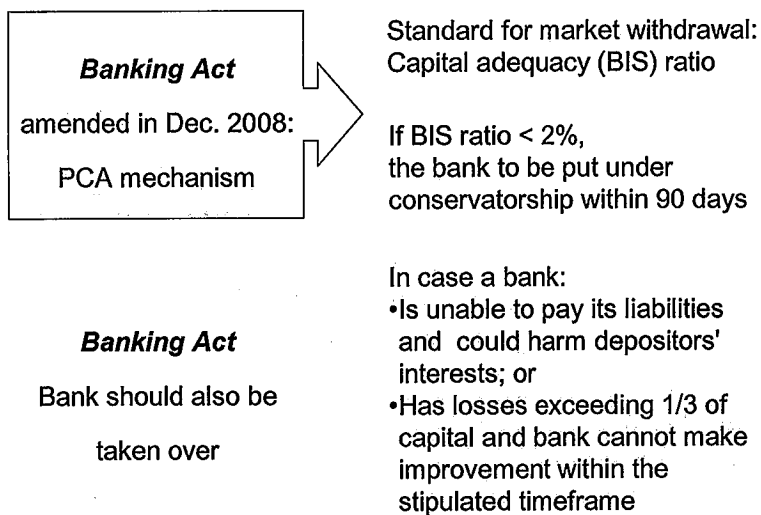 Banking Act
amended in Dec. 2008:
PCA mechanism
Standard for market withdrawal:
Capital adequacy (BIS) ratio
If BIS ratio < 2%,
the bank to be put under
conservatorship within 90 days
Banking Act
Bank should also be
taken over
In case a bank:
•Is unable to pay its liabilities
and could harm depositors'
interests; or
•Has losses exceeding 1/3 of
capital and bank cannot make
improvement within the
stipulated timeframe